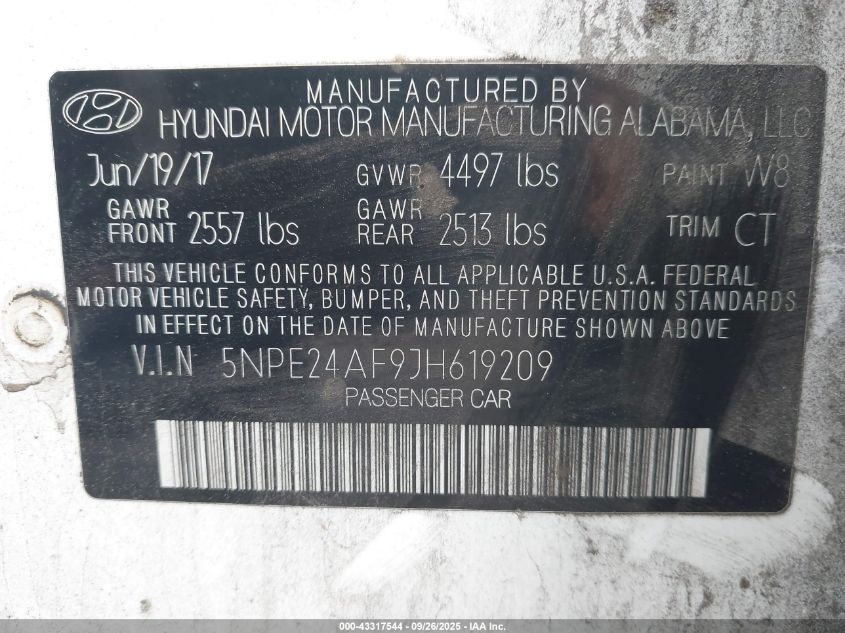 MANUFACTURED BY
HYUNDAI MOTOR MANUFACTURING ALABAMA, LLC
Jun/19/17 GVWR 4497 lbs PAINT W8
GAWR FRONT 2557 lbs GAWR REAR 2513 lbs TRIM CT
THIS VEHICLE CONFORMS TO ALL APPLICABLE U.S.A. FEDERAL
MOTOR VEHICLE SAFETY, BUMPER, AND THEFT PREVENTION STANDARDS
IN EFFECT ON THE DATE OF MANUFACTURE SHOWN ABOVE
V.I.N 5NPE24AF9JH619209
PASSENGER CAR
000-43317544 - 09/26/2025 - IAA Inc.